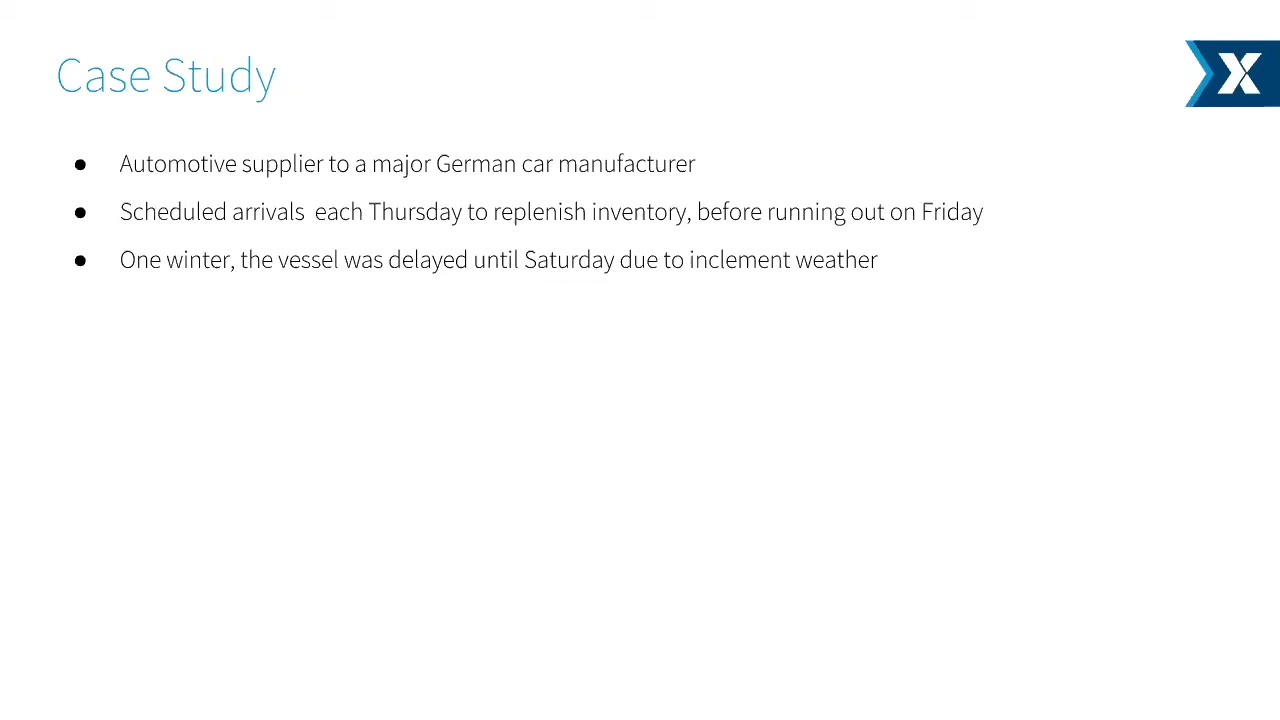 Case Study
● Automotive supplier to a major German car manufacturer
● Scheduled arrivals  each Thursday to replenish inventory, before running out on Friday
● One winter, the vessel was delayed until Saturday due to inclement weather